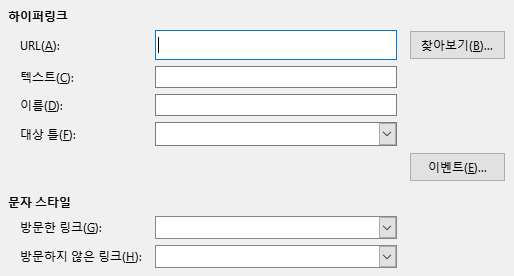 하이퍼링크
URL(A): 찾아보기(B)...
텍스트(C):
이름(D):
대상 틀(F):
이벤트(E)...
문자 스타일
방문한 링크(G):
방문하지 않은 링크(H):